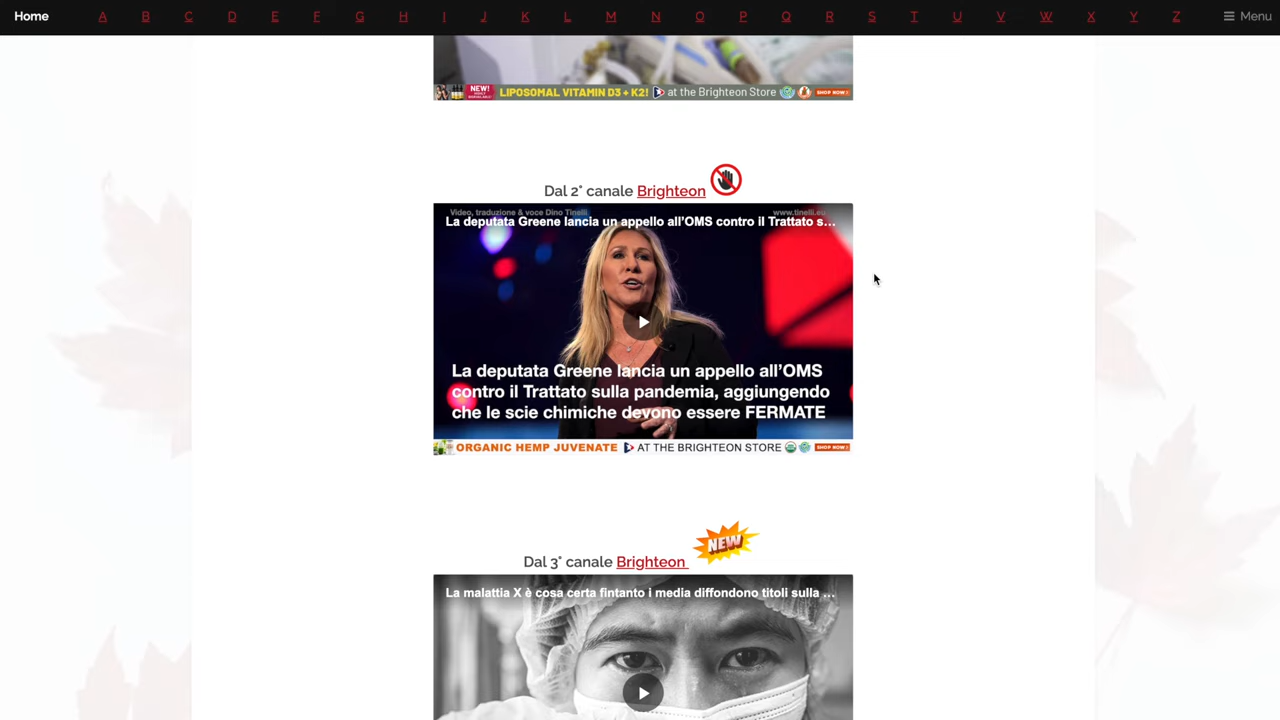 Home A B C D E F G H I J K L M N O P Q R S T U V W X Y Z Menu
NEW! LIPOSOMAL VITAMIN D3 + K2! at the Brighteon Store SHOP NOW
Dal 2° canale Brighteon
Video, traduzione & voce Dino Tinelli www.tinelli.eu
La deputata Greene lancia un appello all'OMS contro il Trattato s...
La deputata Greene lancia un appello all'OMS
contro il Trattato sulla pandemia, aggiungendo
che le scie chimiche devono essere FERMATE
ORGANIC HEMP JUVENATE AT THE BRIGHTEON STORE SHOP NOW
NEW
Dal 3° canale Brighteon
La malattia X è cosa certa fintanto i media diffondono titoli sulla ...